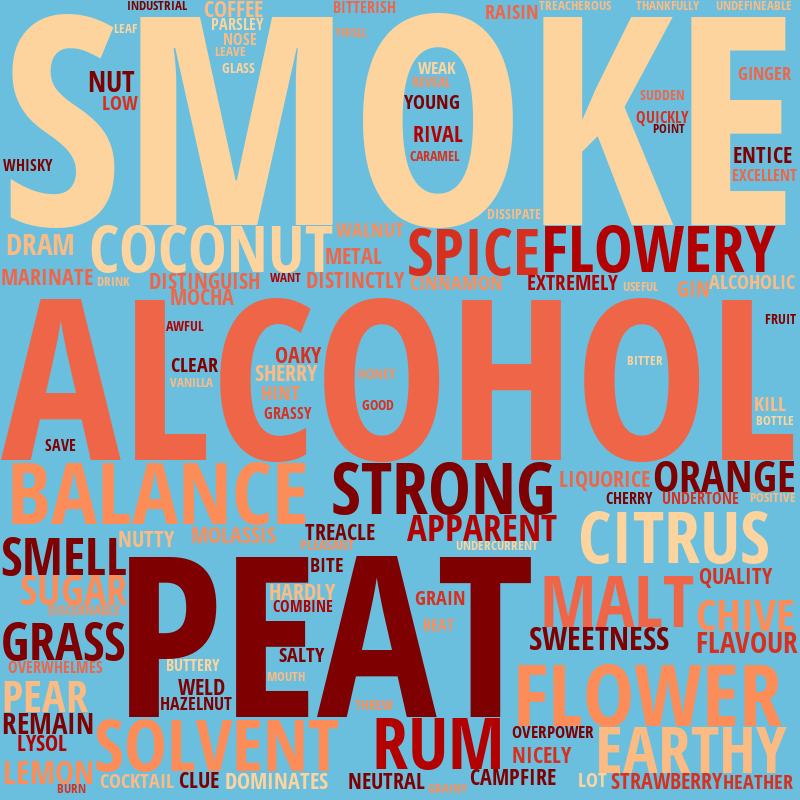 INDUSTRIAL
COFFEE
BITTERISH
RAISIN
TREACHEROUS
THANKFULLY
UNDEFINEABLE
LEAF
PARSLEY
NOSE
LEAVE
GLASS
SMOKE
WEAK
REVEAL
YOUNG
RIVAL
CARAMEL
GINGER
SUDDEN
QUICKLY
POINT
NUT
LOW
WHISKY
ENTICE
EXCELLENT
DISSIPATE
DRAM
COCONUT
WALNUT
METAL
SPICE
FLOWERY
MARINATE
DRINK
DISTINGUISH
WANT
DISTINCTLY
CINNAMON
EXTREMELY
USEFUL
GIN
ALCOHOLIC
MOCHA
AWFUL
FRUIT
ALCOHOL
OAKY
CLEAR
SHERRY
HONEY
BITTER
VANILLA
HINT
GRASSY
GOOD
KILL
BOTTLE
SAVE
BALANCE
STRONG
LIQUORICE
ORANGE
CHERRY
UNDERTONE
POSITIVE
NUTTY
MOLASSIS
TREACLE
APPARENT
CITRUS
UNDERCURRENT
SMELL
BITE
PEAT
SUGAR
DISCERNABLE
HARDLY
COMBINE
GRAIN
MALT
QUALITY
CHIVE
GRASS
BEAT
SWEETNESS
FLAVOUR
OVERWHELMES
BUTTERY
SALTY
MOUTH
PEAR
WELD
HAZELNUT
THREW
FLOWER
REMAIN
LYSOL
SOLVENT
RUM
OVERPOWER
NICELY
EARTHY
LEMON
BURN
COCKTAIL
CLUE
DOMINATES
NEUTRAL
GRAINY
CAMPFIRE
LOT
STRAWBERRY
HEATHER